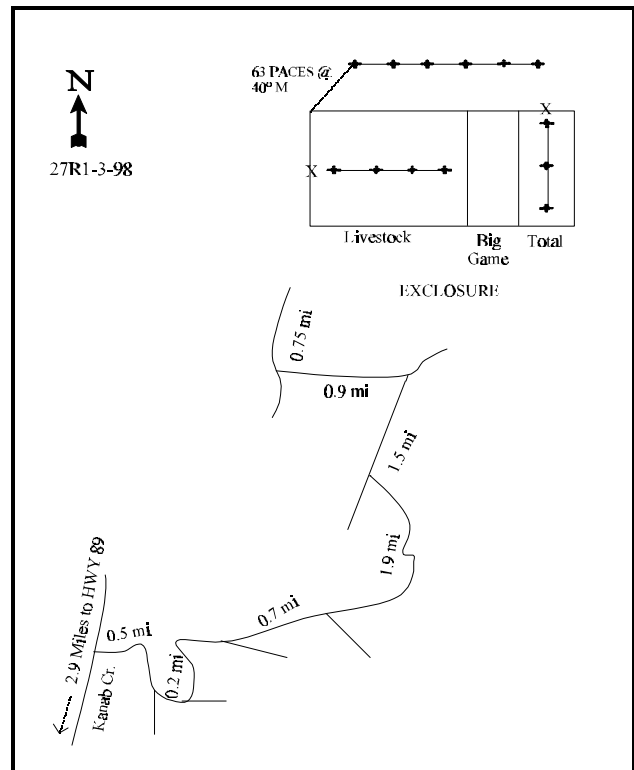 63 PACES @
40° M
N
27R1-3-98
X
X
Livestock
Big
Game
Total
EXCLOSURE
0.75 mi
0.9 mi
1.5 mi
1.9 mi
0.7 mi
0.5 mi
0.2 mi
2.9 Miles to HWY 89
Kanab Cr.